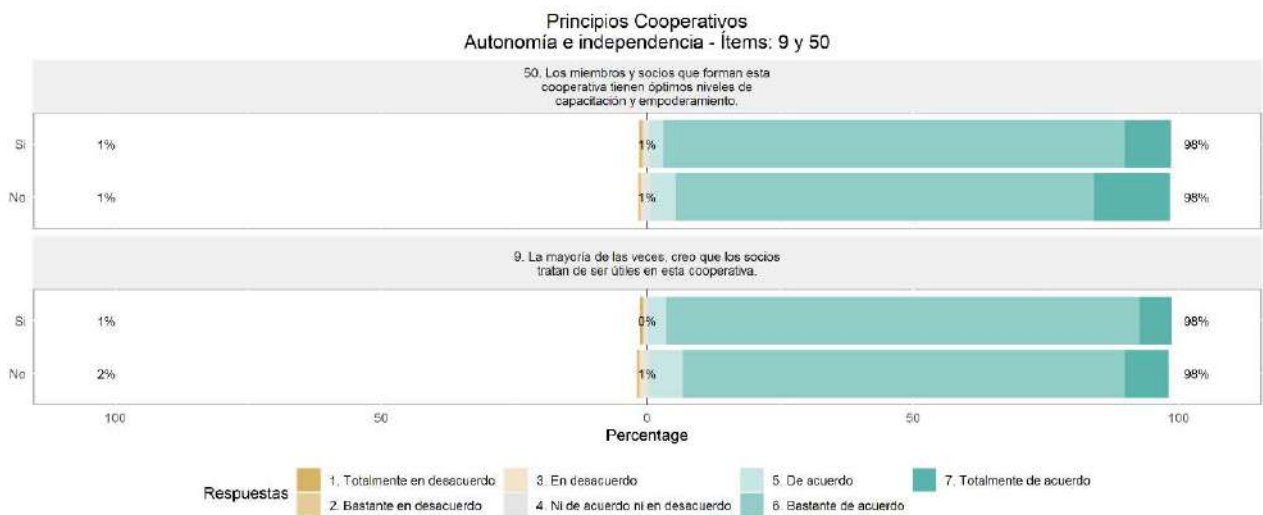 Principios Cooperativos
Autonomía e independencia - Ítems: 9 y 50
50. Los miembros y socios que forman esta
cooperativa tienen óptimos niveles de
capacitación y empoderamiento.
Si 1% 1% 98%
No 1% 1% 98%
9. La mayoría de las veces, creo que los socios
tratan de ser útiles en esta cooperativa.
Si 1% 0% 98%
No 2% 1% 98%
100 50 0 50 100
Percentage
Respuestas
1. Totalmente en desacuerdo 3. En desacuerdo 5. De acuerdo 7. Totalmente de acuerdo
2. Bastante en desacuerdo 4. Ni de acuerdo ni en desacuerdo 6. Bastante de acuerdo